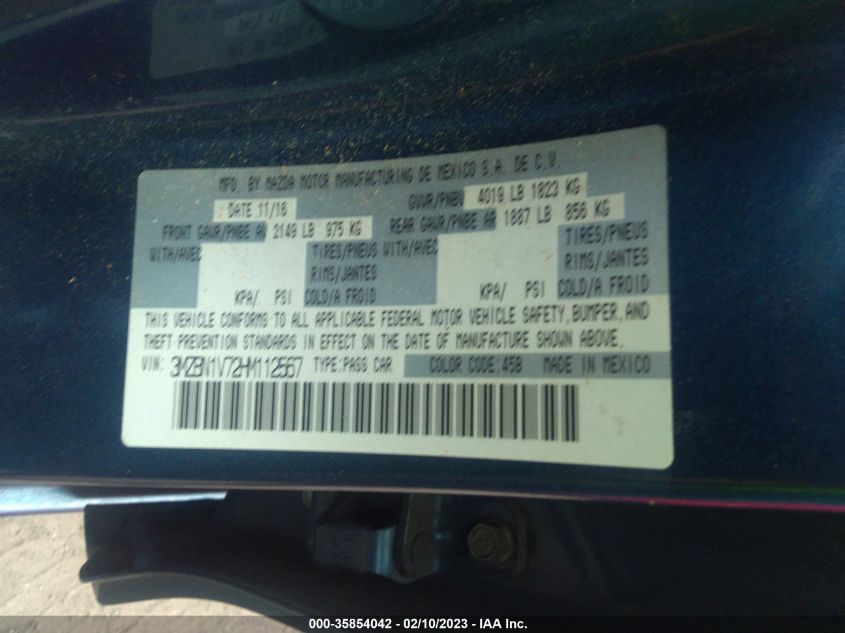 MFD. BY MAZDA MOTOR MANUFACTURING DE MEXICO S.A. DE C.V.
DATE 11/16 GVWR/PNBV 4019 LB 1823 KG
FRONT GAWR/PNBE AV 2149 LB 975 KG REAR GAWR/PNBE AR 1887 LB 856 KG
WITH/AVEC TIRES/PNEUS WITH/AVEC TIRES/PNEUS
RIMS/JANTES RIMS/JANTES
KPA/ PSI COLD/A FROID KPA/ PSI COLD/A FROID
THIS VEHICLE CONFORMS TO ALL APPLICABLE FEDERAL MOTOR VEHICLE SAFETY, BUMPER, AND
THEFT PREVENTION STANDARDS IN EFFECT ON THE DATE OF MANUFACTURE SHOWN ABOVE.
VIN: 3MZBN1V72HM112567 TYPE:PASS CAR COLOR CODE:45B MADE IN MEXICO
000-35854042 - 02/10/2023 - IAA Inc.